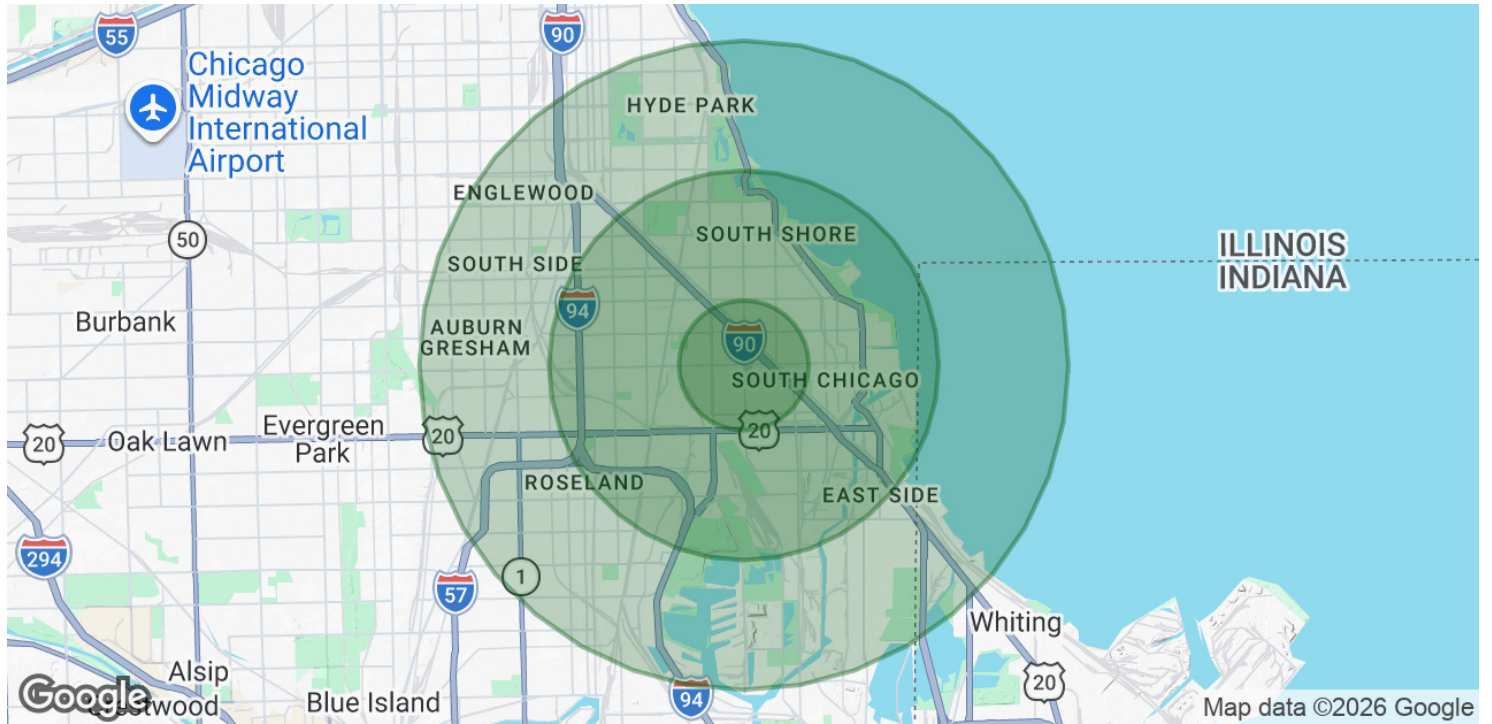 55
90
Chicago
Midway
International
Airport
HYDE PARK
ENGLEWOOD
50
SOUTH SHORE
ILLINOIS
INDIANA
SOUTH SIDE
94
Burbank
AUBURN
GRESHAM
90
SOUTH CHICAGO
20
Oak Lawn
Evergreen
Park
20
20
ROSELAND
EAST SIDE
294
57
1
Whiting
Alsip
Google
Crestwood
Blue Island
94
20
Map data ©2026 Google